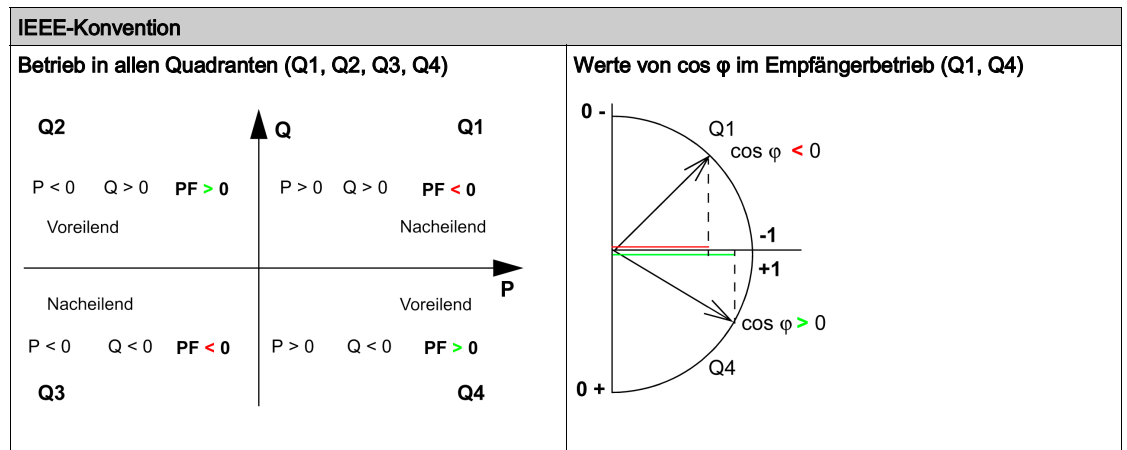 IEEE-Konvention
Betrieb in allen Quadranten (Q1, Q2, Q3, Q4)
Q2
Q
Q1
P < 0 Q > 0 PF > 0
P > 0 Q > 0 PF < 0
Voreilend
Nacheilend
P
Nacheilend
Voreilend
P < 0 Q < 0 PF < 0
P > 0 Q < 0 PF > 0
Q3
Q4
Werte von cos φ im Empfängerbetrieb (Q1, Q4)
0 -
Q1
cos φ < 0
-1
+1
cos φ > 0
Q4
0 +